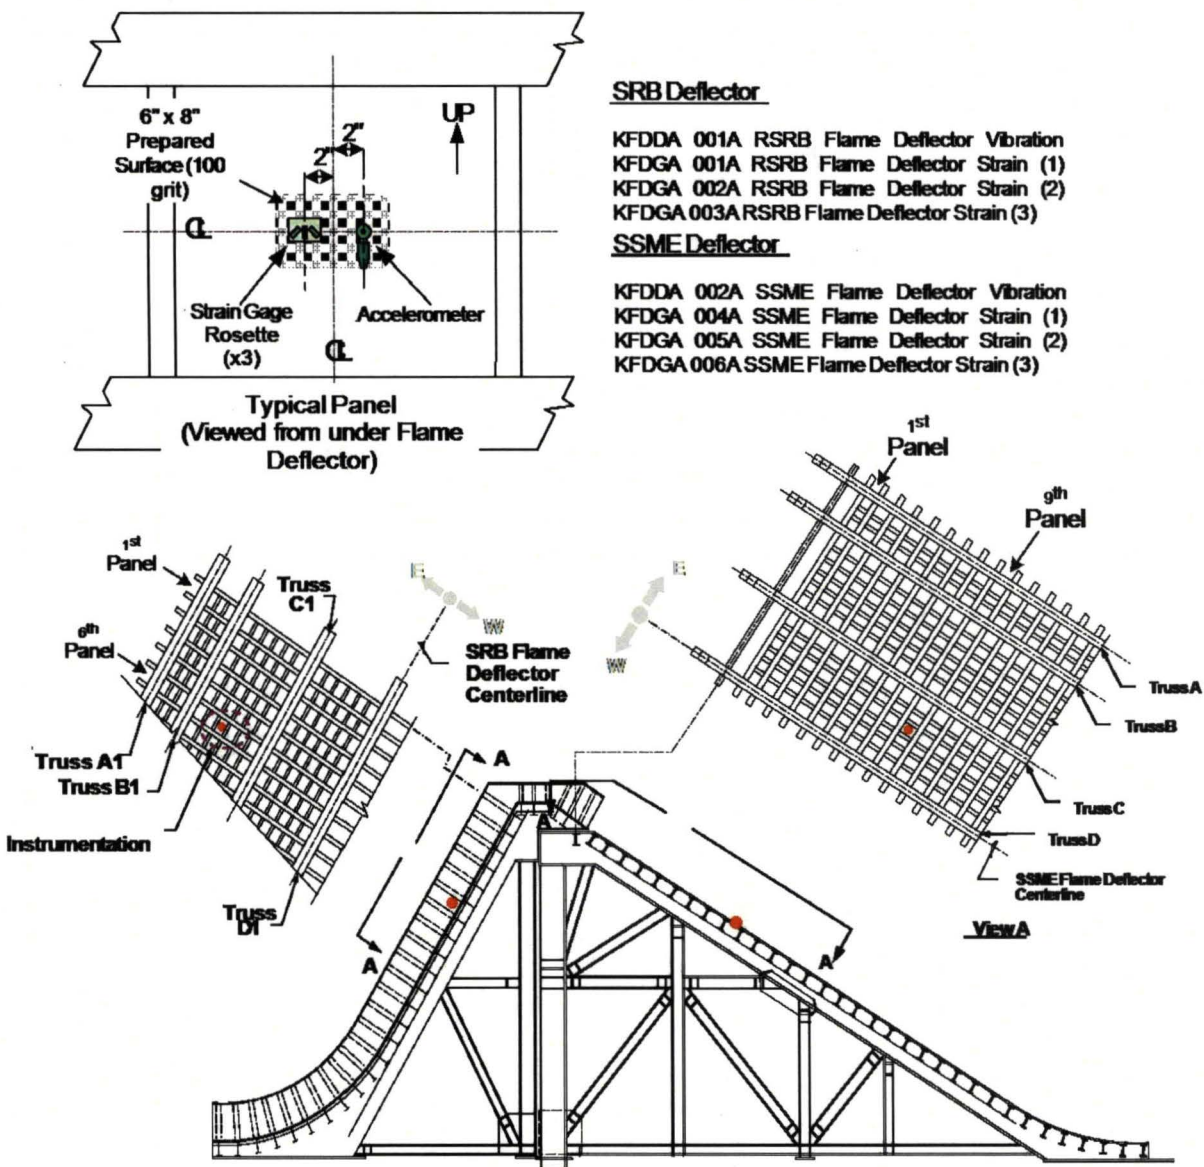 6" x 8"
Prepared
Surface (100
grit)
2"
2"
UP
CL
Strain Gage
Rosette
(x3)
Accelerometer
CL
Typical Panel
(Viewed from under Flame
Deflector)
SRB Deflector
KFDDA 001A RSRB Flame Deflector Vibration
KFDGA 001A RSRB Flame Deflector Strain (1)
KFDGA 002A RSRB Flame Deflector Strain (2)
KFDGA 003A RSRB Flame Deflector Strain (3)
SSME Deflector
KFDDA 002A SSME Flame Deflector Vibration
KFDGA 004A SSME Flame Deflector Strain (1)
KFDGA 005A SSME Flame Deflector Strain (2)
KFDGA 006A SSME Flame Deflector Strain (3)
1st
Panel
6th
Panel
Truss
C1
E
W
SRB Flame
Deflector
Centerline
Truss A1
Truss B1
Instrumentation
Truss
D1
1st
Panel
9th
Panel
E
W
Truss A
Truss B
Truss C
Truss D
SSME Flame Deflector
Centerline
View A
A
A
A
A